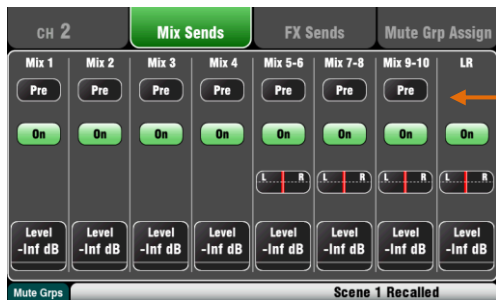 CH 2 Mix Sends FX Sends Mute Grp Assign
Mix 1 Mix 2 Mix 3 Mix 4 Mix 5-6 Mix 7-8 Mix 9-10 LR
Pre Pre Pre Pre Pre Pre Pre
On On On On On On On On
L R L R L R L R
Level Level Level Level Level Level Level Level
-Inf dB -Inf dB -Inf dB -Inf dB -Inf dB -Inf dB -Inf dB -Inf dB
Mute Grps Scene 1 Recalled